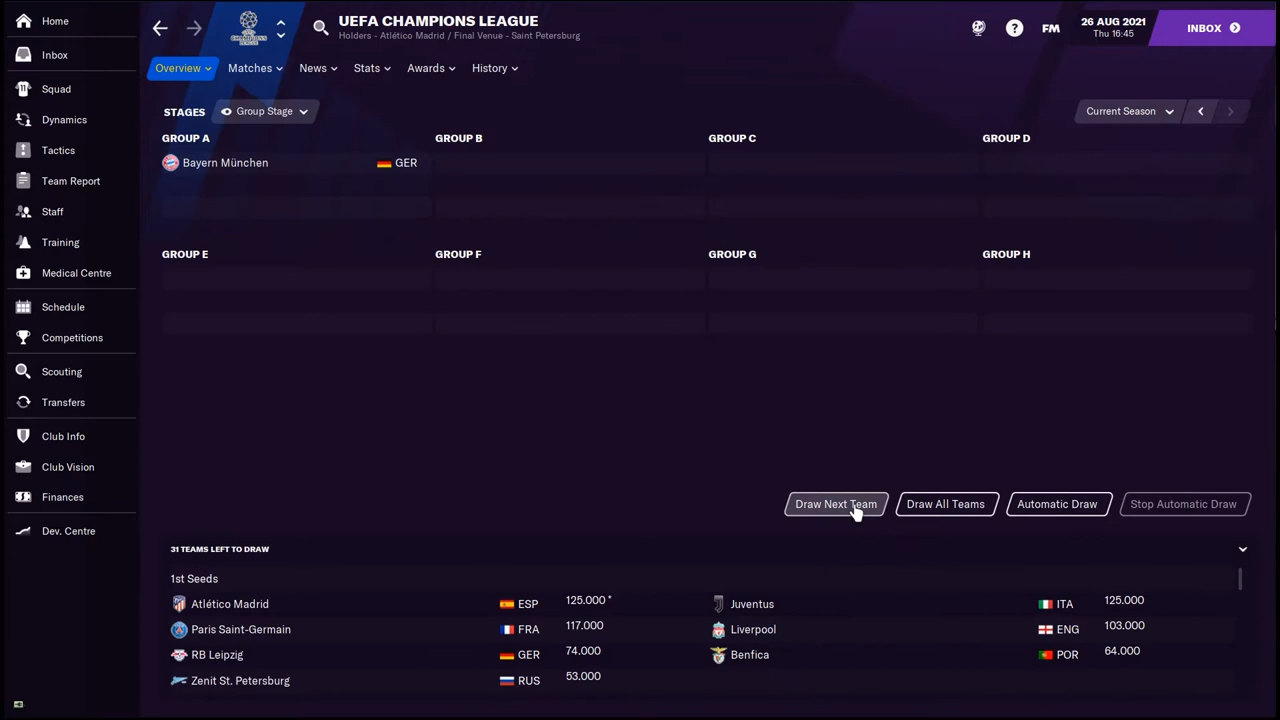 Home
Inbox
Squad
Dynamics
Tactics
Team Report
Staff
Training
Medical Centre
Schedule
Competitions
Scouting
Transfers
Club Info
Club Vision
Finances
Dev. Centre
UEFA CHAMPIONS LEAGUE
Holders - Atlético Madrid / Final Venue - Saint Petersburg
? FM 26 AUG 2021
Thu 16:45
INBOX
Overview Matches News Stats Awards History
STAGES Group Stage Current Season
GROUP A GROUP B GROUP C GROUP D
Bayern München GER
GROUP E GROUP F GROUP G GROUP H
Draw Next Team Draw All Teams Automatic Draw Stop Automatic Draw
31 TEAMS LEFT TO DRAW
1st Seeds
Atlético Madrid ESP 125.000 * Juventus ITA 125.000
Paris Saint-Germain FRA 117.000 Liverpool ENG 103.000
RB Leipzig GER 74.000 Benfica POR 64.000
Zenit St. Petersburg RUS 53.000